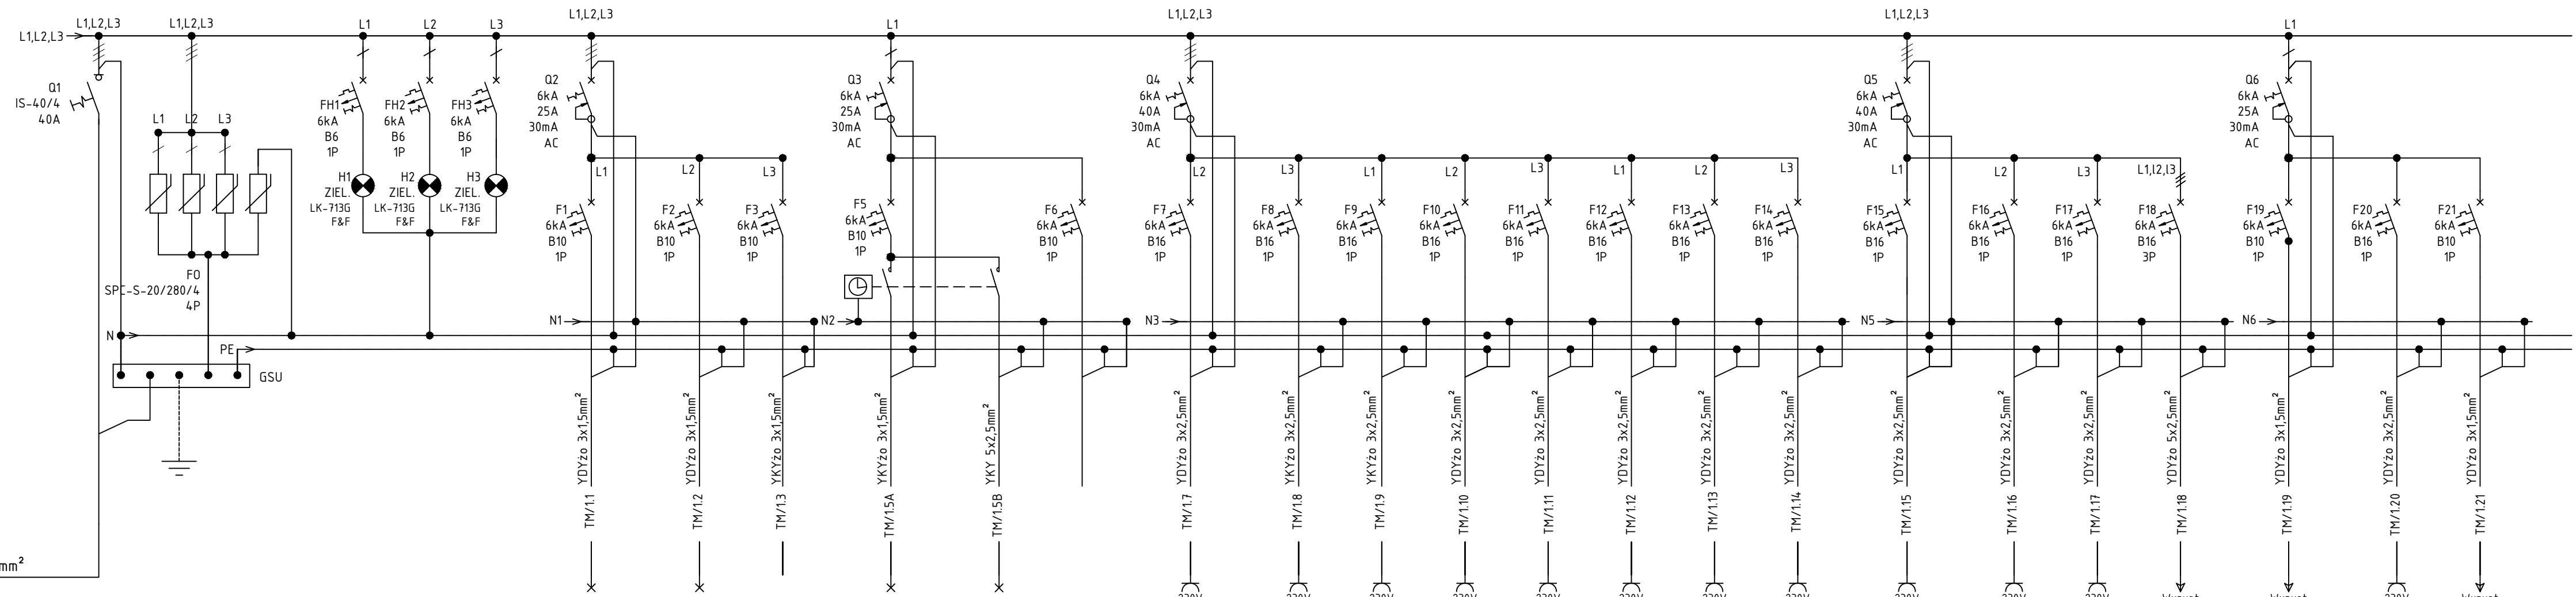 L1,L2,L3
L1,L2,L3
L1,L2,L3
L1
L2
L3
L1,L2,L3
L1
L1,L2,L3
L1,L2,L3
L1
Q1
IS-40/4
40A
L1
L2
L3
FH1
6kA
B6
1P
FH2
6kA
B6
1P
FH3
6kA
B6
1P
H1
ZIEL.
LK-713G
F&F
H2
ZIEL.
LK-713G
F&F
H3
ZIEL.
LK-713G
F&F
F0
SPC-S-20/280/4
4P
N
PE
GSU
mm²
Q2
6kA
25A
30mA
AC
L1
L2
L3
F1
6kA
B10
1P
F2
6kA
B10
1P
F3
6kA
B10
1P
N1
Q3
6kA
25A
30mA
AC
F5
6kA
B10
1P
F6
6kA
B10
1P
N2
Q4
6kA
40A
30mA
AC
L2
L3
L1
L2
L3
L1
L2
L3
F7
6kA
B16
1P
F8
6kA
B16
1P
F9
6kA
B16
1P
F10
6kA
B16
1P
F11
6kA
B16
1P
F12
6kA
B16
1P
F13
6kA
B16
1P
F14
6kA
B16
1P
N3
Q5
6kA
40A
30mA
AC
L1
L2
L3
L1,l2,l3
F15
6kA
B16
1P
F16
6kA
B16
1P
F17
6kA
B16
1P
F18
6kA
B16
3P
N5
Q6
6kA
25A
30mA
AC
F19
6kA
B10
1P
F20
6kA
B16
1P
F21
6kA
B10
1P
N6
YDYżo 3x1,5mm²
YDYżo 3x1,5mm²
YKYżo 3x1,5mm²
YKYżo 3x1,5mm²
YKY 5x2,5mm²
YDYżo 3x2,5mm²
YKYżo 3x2,5mm²
YKYżo 3x2,5mm²
YDYżo 3x2,5mm²
YDYżo 3x2,5mm²
YDYżo 3x2,5mm²
YDYżo 3x2,5mm²
YDYżo 3x2,5mm²
YDYżo 3x2,5mm²
YDYżo 3x2,5mm²
YDYżo 3x2,5mm²
YDYżo 5x2,5mm²
YDYżo 3x1,5mm²
YDYżo 3x2,5mm²
YDYżo 3x1,5mm²
TM/1.1
TM/1.2
TM/1.3
TM/1.5A
TM/1.5B
TM/1.7
TM/1.8
TM/1.9
TM/1.10
TM/1.11
TM/1.12
TM/1.13
TM/1.14
TM/1.15
TM/1.16
TM/1.17
TM/1.18
TM/1.19
TM/1.20
TM/1.21